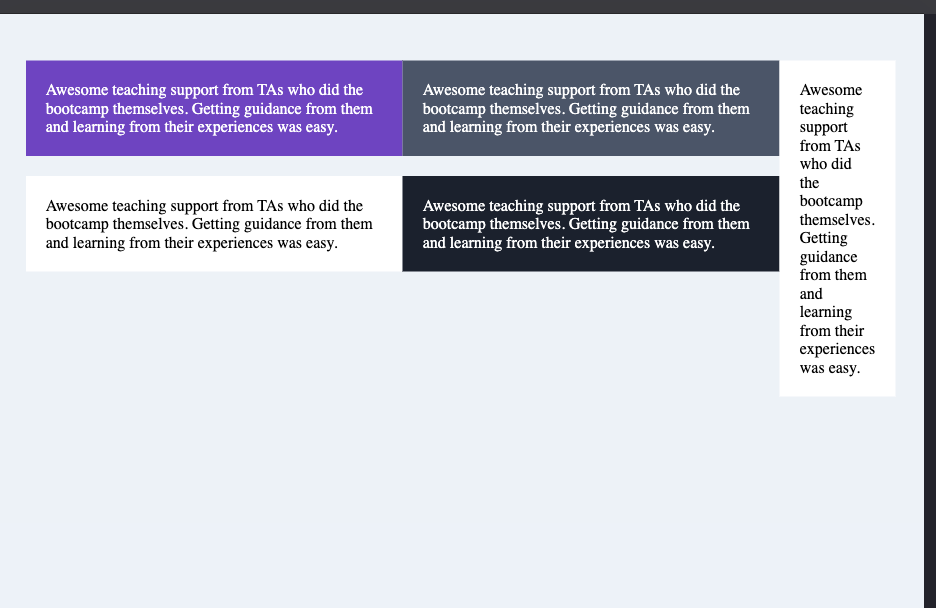 Awesome teaching support from TAs who did the
bootcamp themselves. Getting guidance from them
and learning from their experiences was easy.
Awesome teaching support from TAs who did the
bootcamp themselves. Getting guidance from them
and learning from their experiences was easy.
Awesome
teaching
support
from TAs
who did
the
bootcamp
themselves.
Getting
guidance
from them
and
learning
from their
experiences
was easy.
Awesome teaching support from TAs who did the
bootcamp themselves. Getting guidance from them
and learning from their experiences was easy.
Awesome teaching support from TAs who did the
bootcamp themselves. Getting guidance from them
and learning from their experiences was easy.